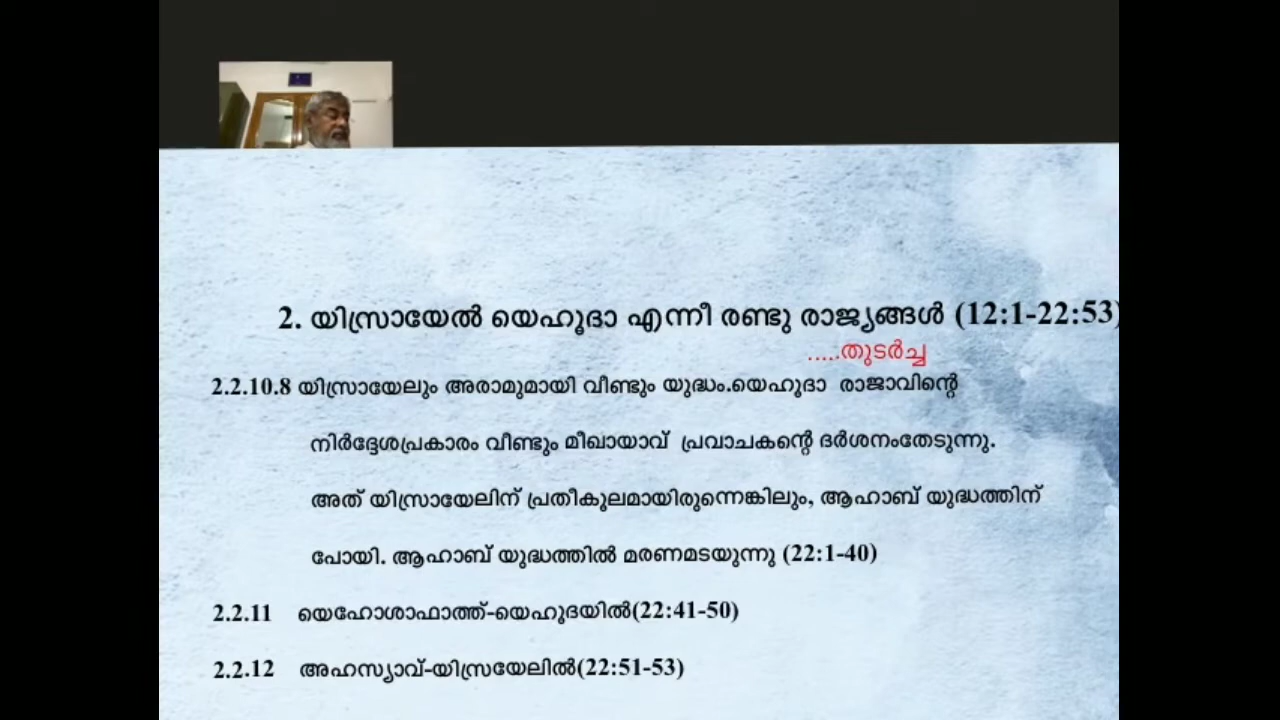 2. യിസ്രായേൽ യെഹൂദാ എന്നീ രണ്ടു രാജ്യങ്ങൾ (12:1-22:53)
.....തുടർച്ച
2.2.10.8 യിസ്രായേലും അരാമുമായി വീണ്ടും യുദ്ധം.യെഹൂദാ രാജാവിന്റെ
നിർദ്ദേശപ്രകാരം വീണ്ടും മീഖായാവ് പ്രവാചകന്റെ ദർശനംതേടുന്നു.
അത് യിസ്രായേലിന് പ്രതീകൂലമായിരുന്നെങ്കിലും, ആഹാബ് യുദ്ധത്തിന്
പോയി. ആഹാബ് യുദ്ധത്തിൽ മരണമടയുന്നു (22:1-40)
2.2.11 യെഹോശാഫാത്ത്-യെഹൂദയിൽ(22:41-50)
2.2.12 അഹസ്യാവ്-യിസ്രയേലിൽ(22:51-53)